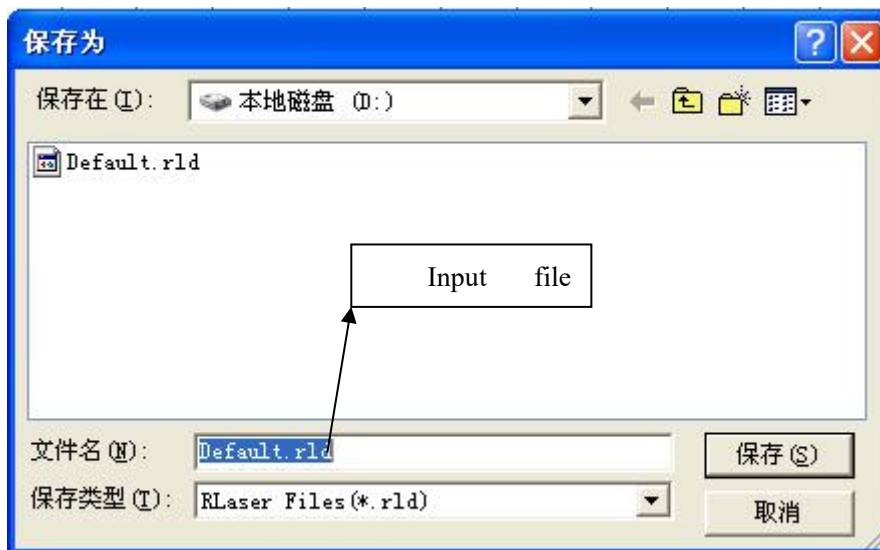 保存为
保存在(I): 本地磁盘 (D:)
Default.rld
Input file
文件名(N): Default.rld 保存(S)
保存类型(T): RLaser Files(*.rld) 取消